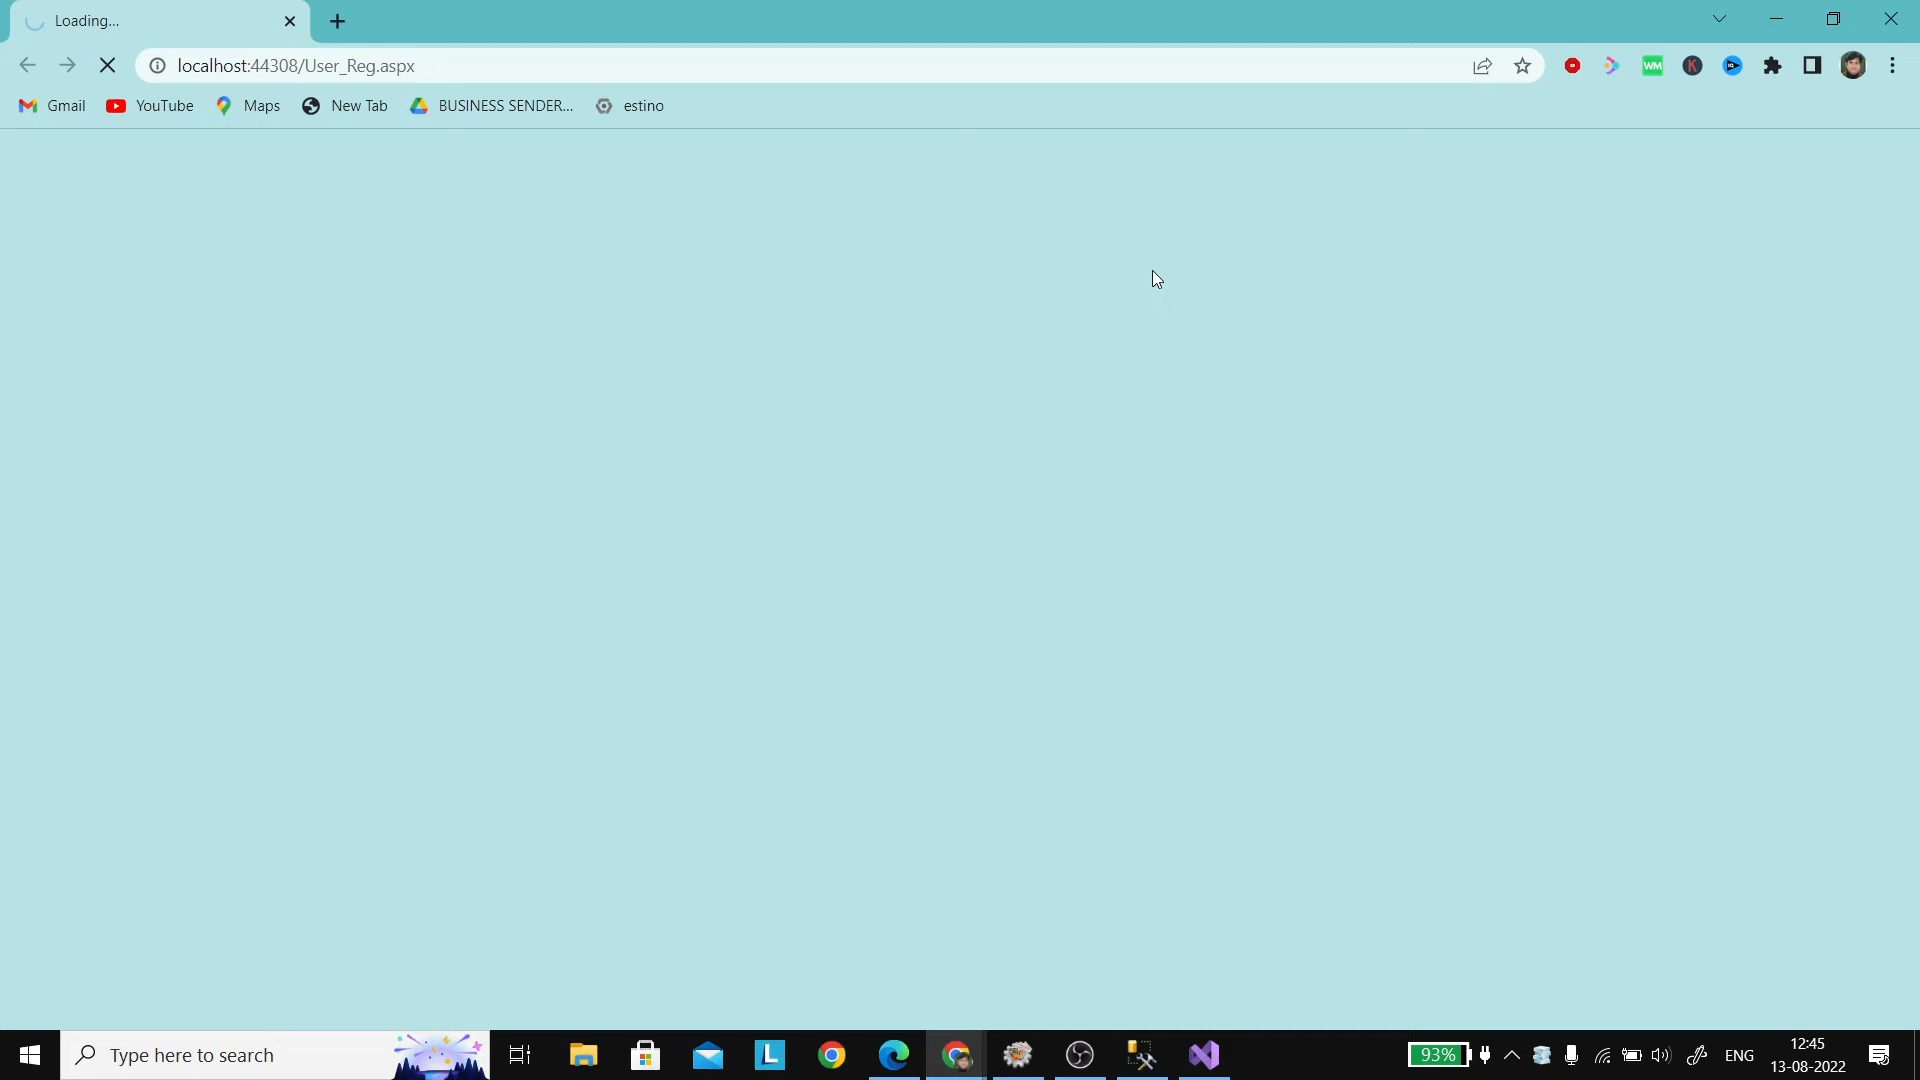 Loading...
localhost:44308/User_Reg.aspx
WM
K
Gmail
YouTube
Maps
New Tab
BUSINESS SENDER...
estino
Type here to search
L
93%
ENG
12:45
13-08-2022